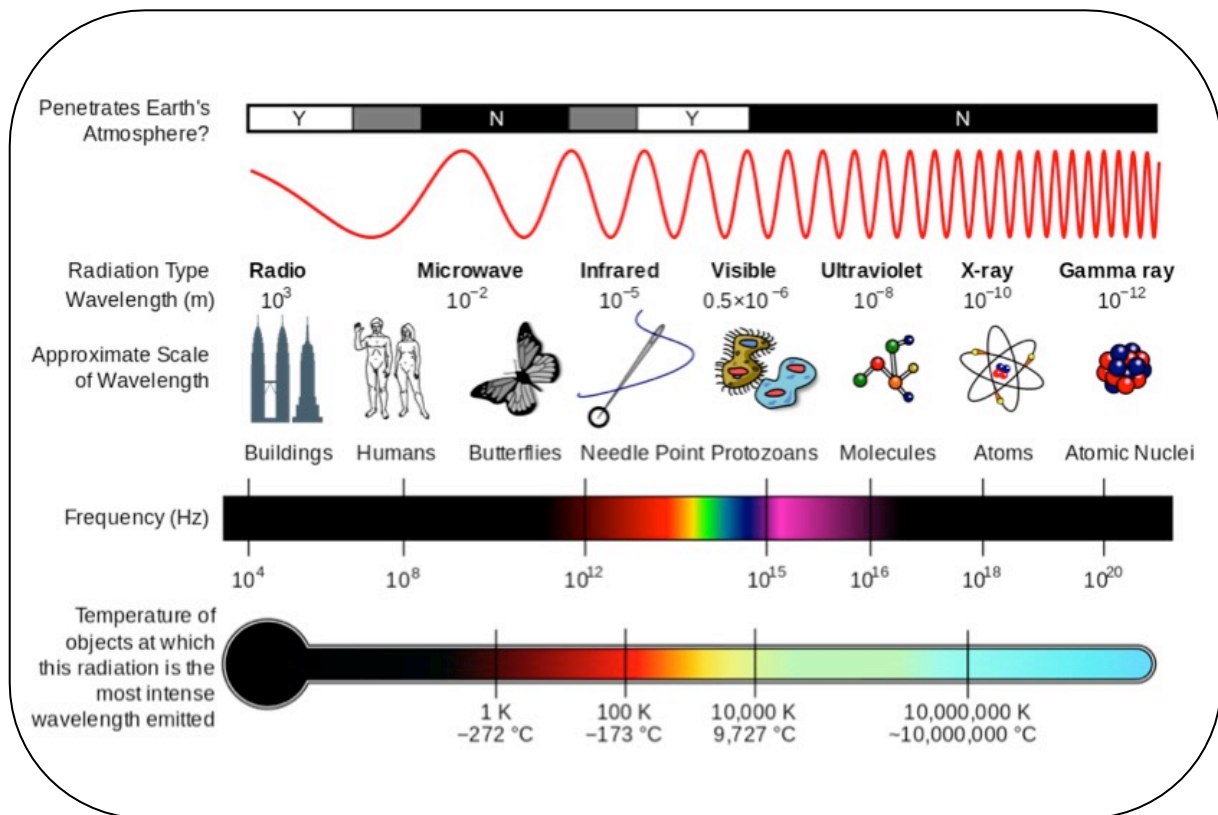 Penetrates Earth's
Atmosphere?
Y N Y N
Radiation Type
Radio Microwave Infrared Visible Ultraviolet X-ray Gamma ray
Wavelength (m)
10³ 10⁻² 10⁻⁵ 0.5×10⁻⁶ 10⁻⁸ 10⁻¹⁰ 10⁻¹²
Approximate Scale
of Wavelength
Buildings Humans Butterflies Needle Point Protozoans Molecules Atoms Atomic Nuclei
Frequency (Hz)
10⁴ 10⁸ 10¹² 10¹⁵ 10¹⁶ 10¹⁸ 10²⁰
Temperature of
objects at which
this radiation is the
most intense
wavelength emitted
1 K 100 K 10,000 K 10,000,000 K
−272 °C −173 °C 9,727 °C ~10,000,000 °C